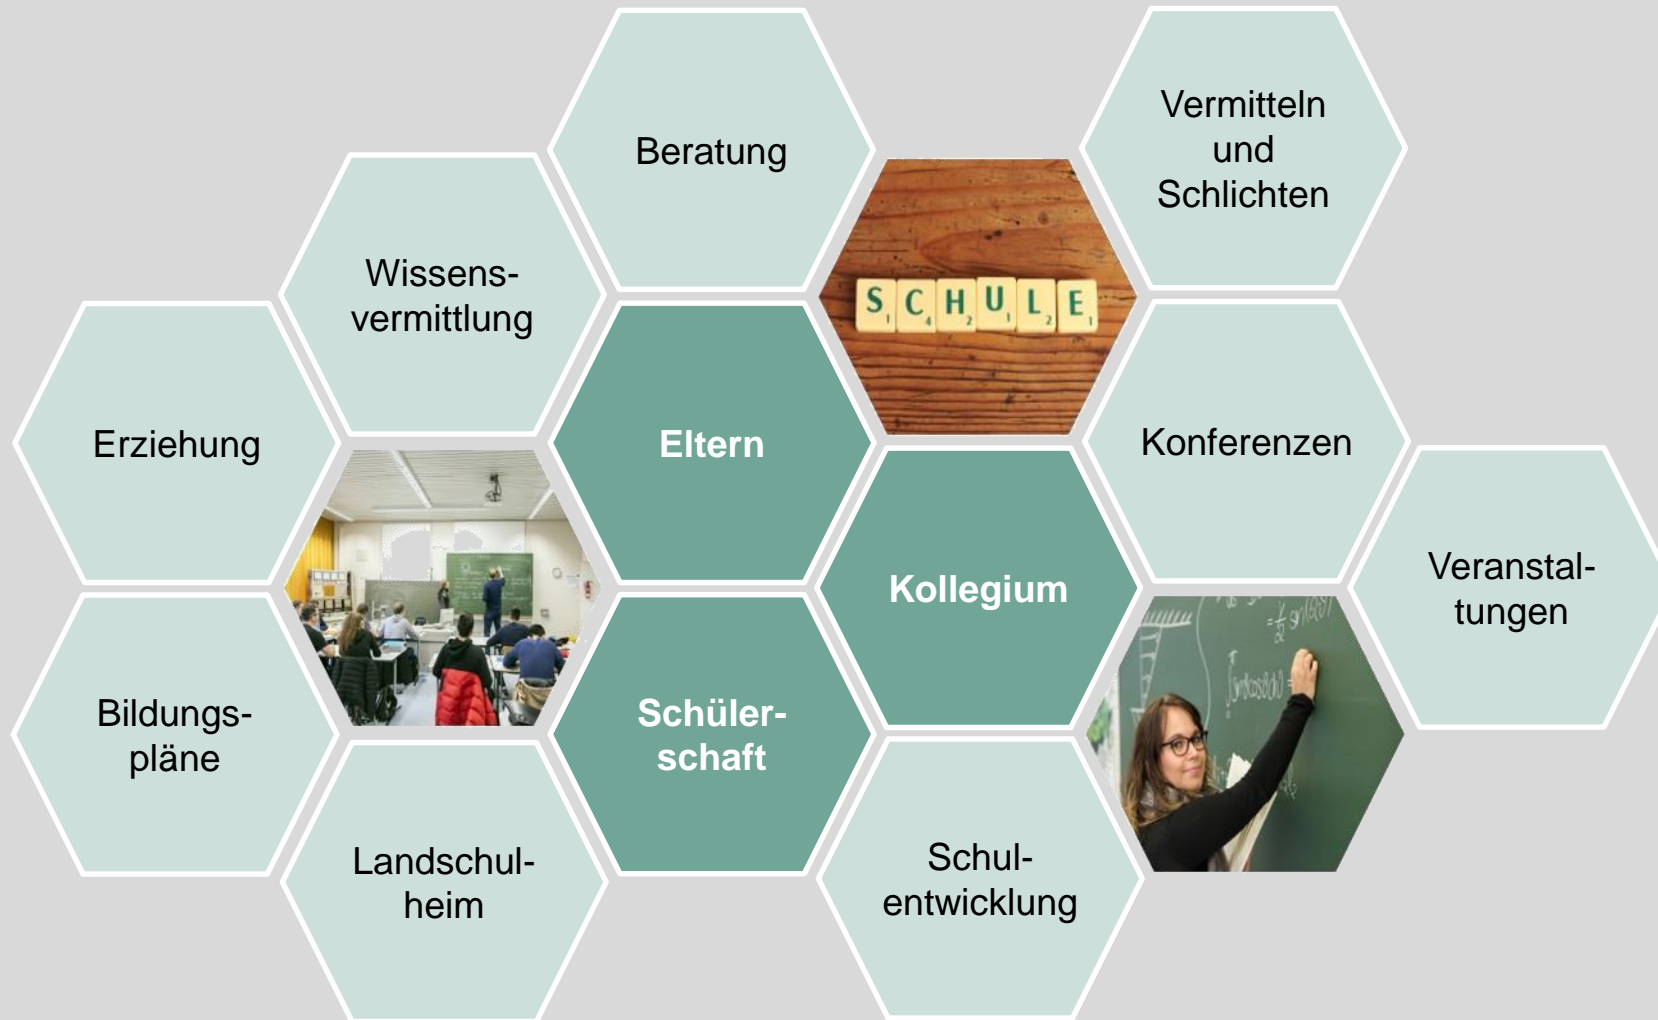 Beratung
Vermitteln
und
Schlichten
Wissens-
vermittlung
SCHULE
Erziehung
Eltern
Konferenzen
Kollegium
Veranstal-
tungen
Bildungs-
pläne
Schüler-
schaft
Landschul-
heim
Schul-
entwicklung